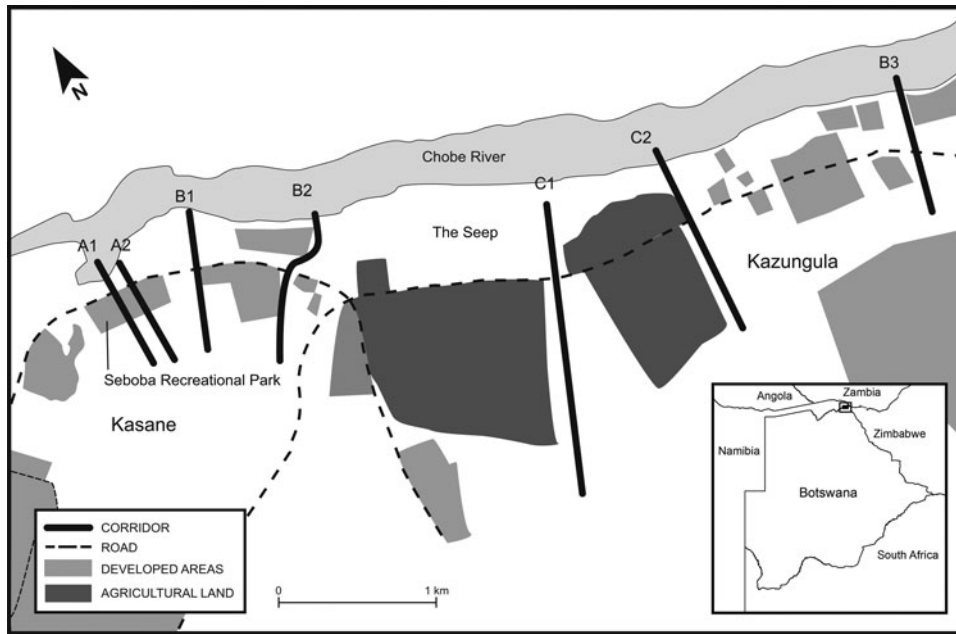 N
B3
Chobe River
C2
B1
B2
C1
A1
A2
The Seep
Kazungula
Seboba Recreational Park
Kasane
CORRIDOR
ROAD
DEVELOPED AREAS
AGRICULTURAL LAND
0
1 km
Angola
Zambia
Namibia
Zimbabwe
Botswana
South Africa